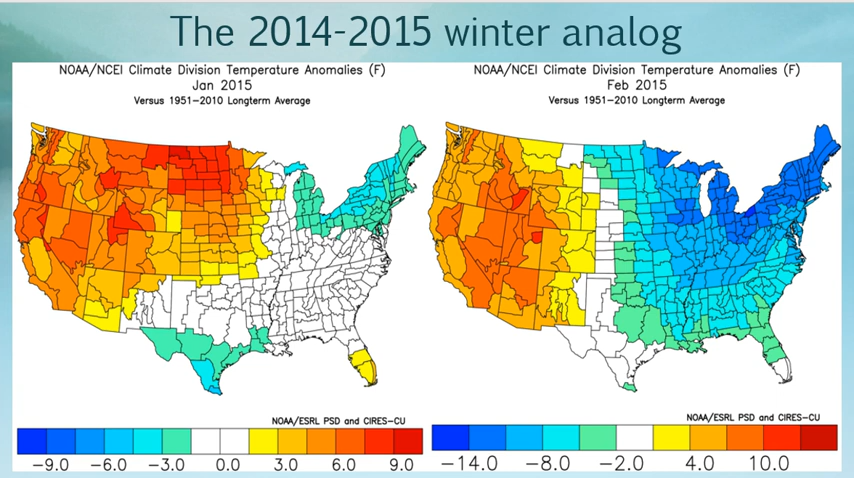 The 2014-2015 winter analog
NOAA/NCEI Climate Division Temperature Anomalies (F)
Jan 2015
Versus 1951-2010 Longterm Average
NOAA/ESRL PSD and CIRES-CU
-9.0 -6.0 -3.0 0.0 3.0 6.0 9.0
NOAA/NCEI Climate Division Temperature Anomalies (F)
Feb 2015
Versus 1951-2010 Longterm Average
NOAA/ESRL PSD and CIRES-CU
-14.0 -8.0 -2.0 4.0 10.0